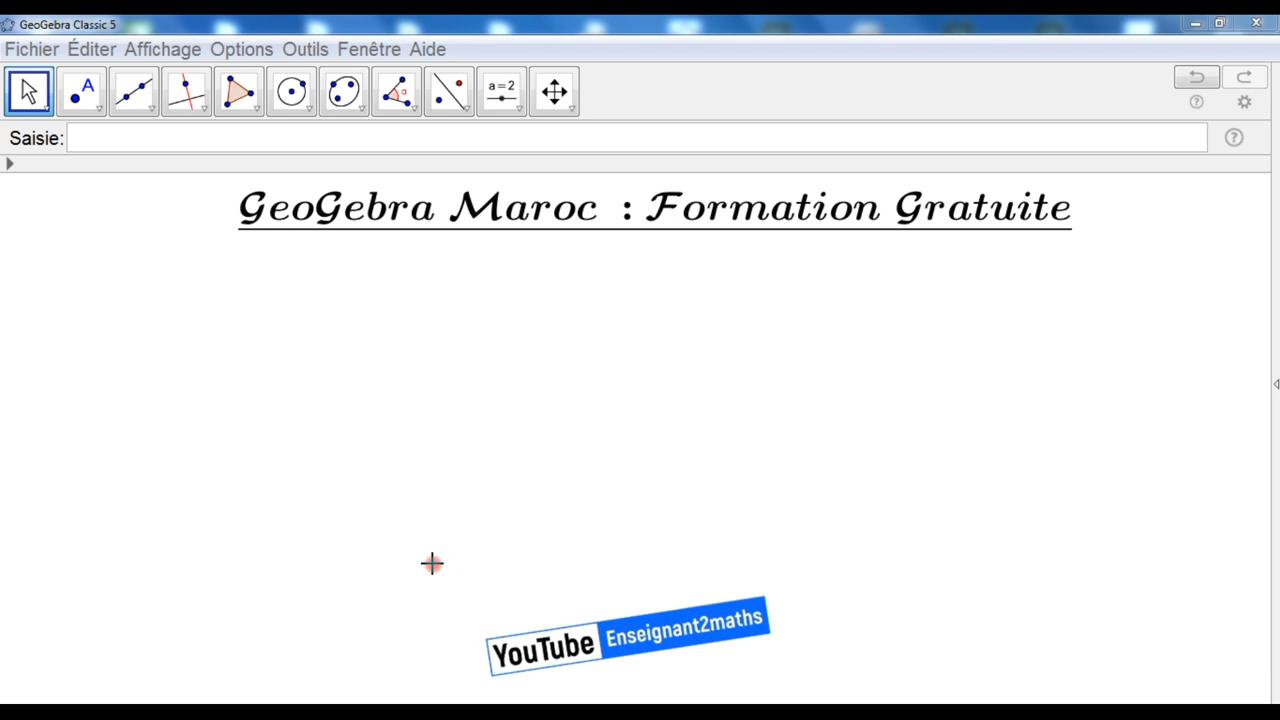 GeoGebra Classic 5
Fichier Éditer Affichage Options Outils Fenêtre Aide
A
α
a=2
Saisie:
GeoGebra Maroc : Formation Gratuite
YouTube Enseignant2maths